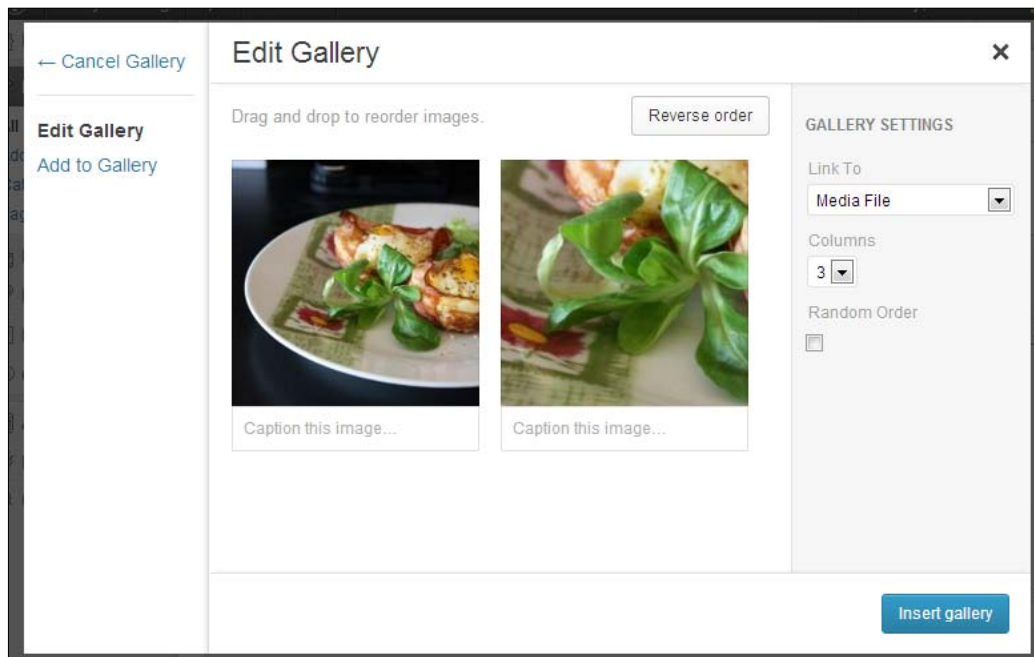 ← Cancel Gallery
Edit Gallery
Add to Gallery
Edit Gallery
×
Drag and drop to reorder images.
Reverse order
Caption this image...
Caption this image...
GALLERY SETTINGS
Link To
Media File
Columns
3
Random Order
Insert gallery